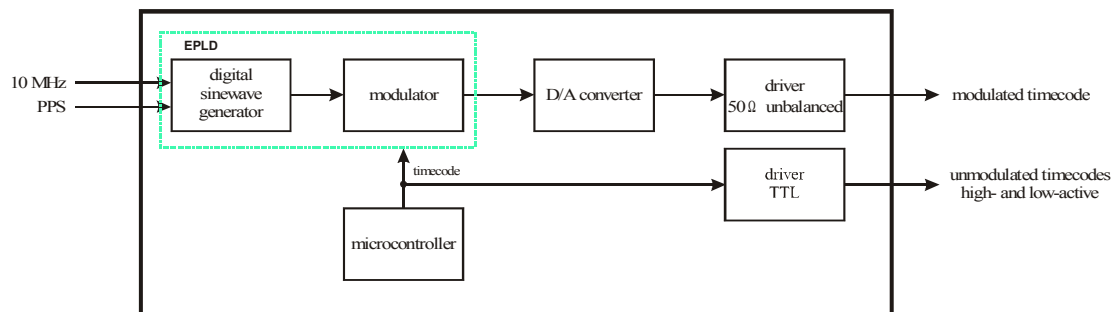 EPLD
10 MHz
PPS
digital
sinewave
generator
modulator
D/A converter
driver
50Ω unbalanced
modulated timecode
timecode
driver
TTL
unmodulated timecodes
high- and low-active
microcontroller